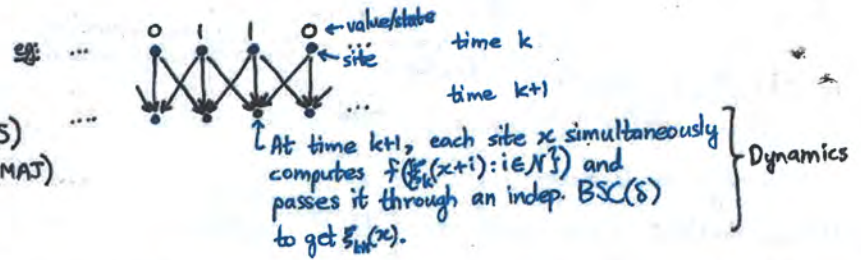 0 1 1 0 ← value/state
eg: ... ... ← site time k
time k+1
.... ...
S)
MAJ)
At time k+1, each site x simultaneously
computes f({ξₖ(x+i): i∈𝒩}) and
passes it through an indep. BSC(δ)
to get ξₖ₊₁(x).
} Dynamics